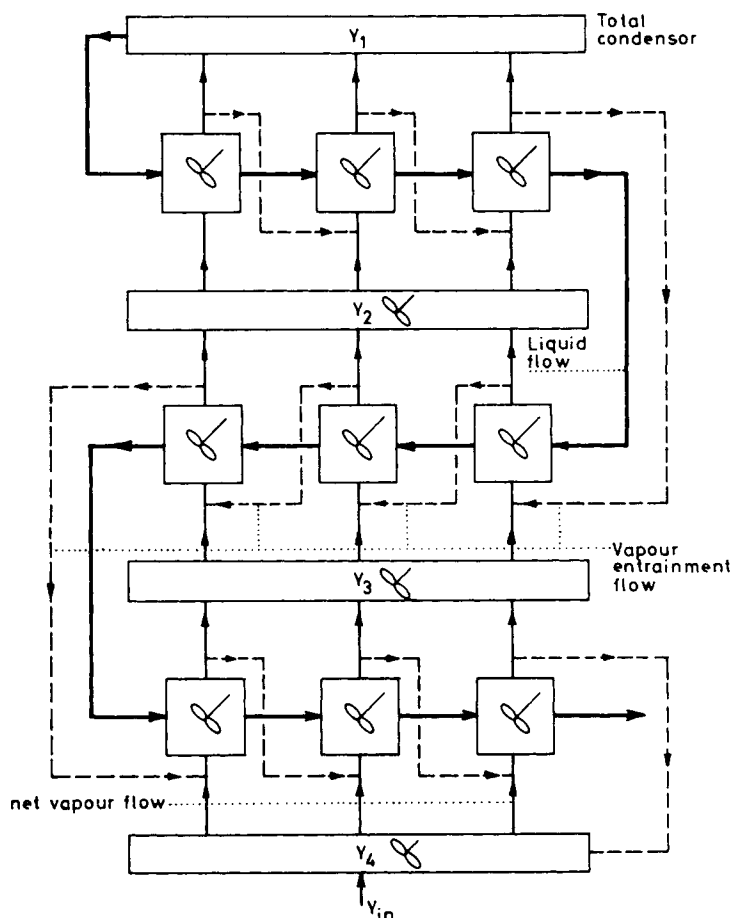 Total
condensor
Y1
Y2
Liquid
flow
Vapour
entrainment
flow
Y3
net vapour flow
Y4
Yin